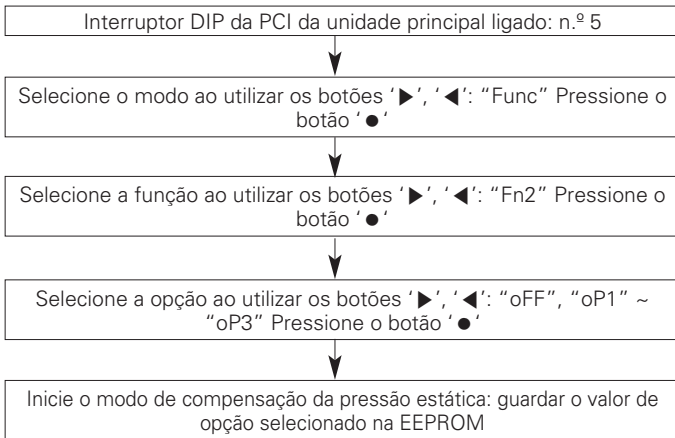 Interruptor DIP da PCI da unidade principal ligado: n.º 5
Selecione o modo ao utilizar os botões ‘▶’, ‘◀’: “Func” Pressione o
botão ‘●‘
Selecione a função ao utilizar os botões ‘▶’, ‘◀’: “Fn2” Pressione o
botão ‘●‘
Selecione a opção ao utilizar os botões ‘▶’, ‘◀’: “oFF”, “oP1” ~
“oP3” Pressione o botão ‘●‘
Inicie o modo de compensação da pressão estática: guardar o valor de
opção selecionado na EEPROM